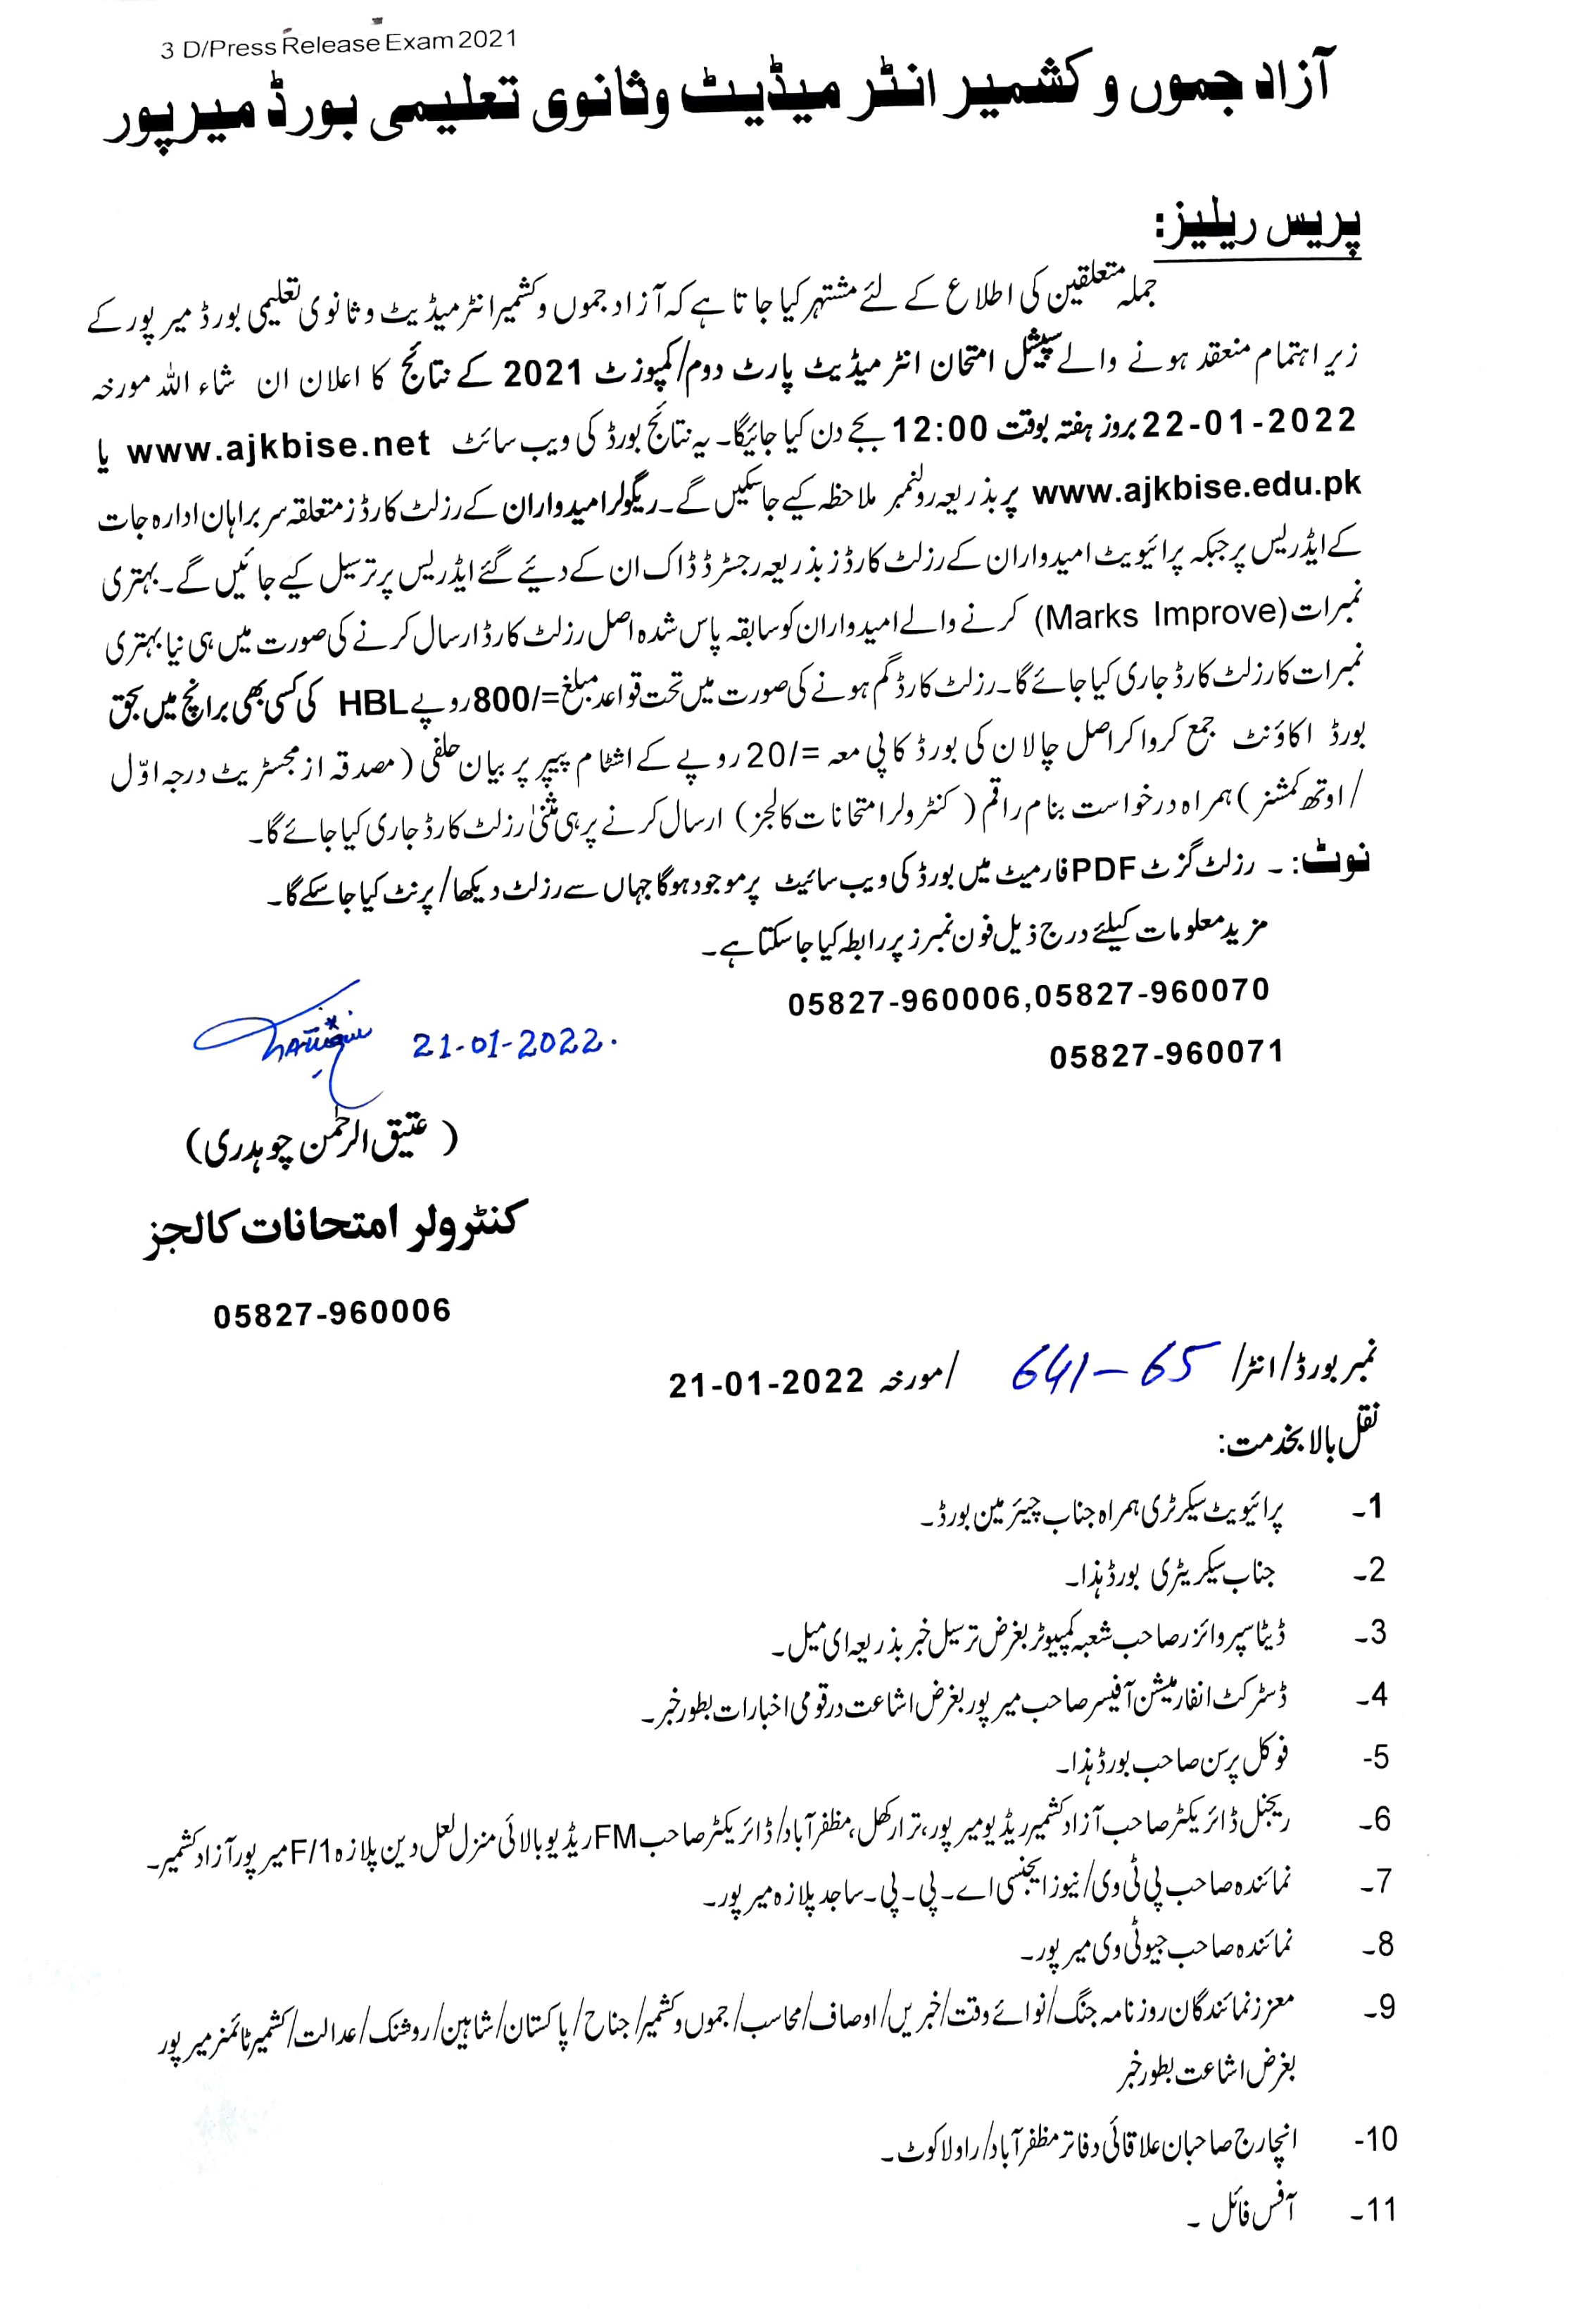 3 D/Press Release Exam 2021
آزاد جموں و کشمیر انٹر میڈیٹ وثانوی تعلیمی بورڈ میرپور
پریس ریلیز:
جملہ متعلقین کی اطلاع کے لئے مشتہر کیا جاتا ہے کہ آزاد جموں و کشمیر انٹرمیڈیٹ و ثانوی تعلیمی بورڈ میر پور کے
زیر اہتمام منعقد ہونے والے سپیشل امتحان انٹر میڈیٹ پارٹ دوم/کمپوزٹ 2021 کے نتائج کا اعلان ان شاء اللہ مورخہ
22-01-2022 بروز ہفتہ بوقت 12:00 بجے دن کیا جائیگا۔ یہ نتائج بورڈ کی ویب سائٹ www.ajkbise.net یا
www.ajkbise.edu.pk پر بذریعہ رولنمبر ملاحظہ کیے جاسکیں گے۔ ریگولر امیدواران کے رزلٹ کارڈز متعلقہ سربراہان ادارہ جات
کے ایڈریس پر جبکہ پرائیویٹ امیدواران کے رزلٹ کارڈز بذریعہ رجسٹرڈ ڈاک ان کے دیئے گئے ایڈریس پر ترسیل کیے جائیں گے۔ بہتری
نمبرات (Marks Improve) کرنے والے امیدواران کو سابقہ پاس شدہ اصل رزلٹ کارڈ ارسال کرنے کی صورت میں ہی نیا بہتری
نمبرات کا رزلٹ کارڈ جاری کیا جائے گا۔ رزلٹ کارڈ گم ہونے کی صورت میں تحت قواعد مبلغ =/800 روپے HBL کی کسی بھی برانچ میں بحق
بورڈ اکاؤنٹ جمع کروا کر اصل چالان کی بورڈ کاپی معہ =/20 روپے کے اشٹام پیپر پر بیان حلفی (مصدقہ از مجسٹریٹ درجہ اوّل
/اوتھ کمشنر) ہمراہ درخواست بنام راقم (کنٹرولر امتحانات کالجز) ارسال کرنے پر ہی مثنیٰ رزلٹ کارڈ جاری کیا جائے گا۔
نوٹ:۔ رزلٹ گزٹ PDF فارمیٹ میں بورڈ کی ویب سائیٹ پر موجود ہوگا جہاں سے رزلٹ دیکھا/پرنٹ کیا جا سکے گا۔
مزید معلومات کیلئے درج ذیل فون نمبرز پر رابطہ کیا جا سکتا ہے۔
05827-960006,05827-960070
05827-960071
21-01-2022.
(عتیق الرحمٰن چوہدری)
کنٹرولر امتحانات کالجز
05827-960006
نمبر بورڈ/انٹر/ 641-65 /مورخہ 21-01-2022
نقل بالا بخدمت:
1۔ پرائیویٹ سیکرٹری ہمراہ جناب چیئرمین بورڈ۔
2۔ جناب سیکریٹری بورڈ ہذا۔
3۔ ڈیٹا سپروائزر صاحب شعبہ کمپیوٹر بغرض ترسیل خبر بذریعہ ای میل۔
4۔ ڈسٹرکٹ انفارمیشن آفیسر صاحب میرپور بغرض اشاعت در قومی اخبارات بطور خبر۔
5- فوکل پرسن صاحب بورڈ ہذا۔
6۔ ریجنل ڈائریکٹر صاحب آزاد کشمیر ریڈیو میرپور، تراڑکھل، مظفرآباد/ڈائریکٹر صاحب FM ریڈیو بالائی منزل لعل دین پلازہ F/1 میرپور آزاد کشمیر۔
7۔ نمائندہ صاحب پی ٹی وی/نیوز ایجنسی اے۔پی۔پی۔ساجد پلازہ میرپور۔
8۔ نمائندہ صاحب جیو ٹی وی میرپور۔
9۔ معزز نمائندگان روزنامہ جنگ/نوائے وقت/خبریں/اوصاف/محاسب/جموں و کشمیر/جناح/پاکستان/شاہین/روشنک/عدالت/کشمیر ٹائمز میرپور
بغرض اشاعت بطور خبر
10- انچارج صاحبان علاقائی دفاتر مظفرآباد/راولاکوٹ۔
11۔ آفس فائل ۔